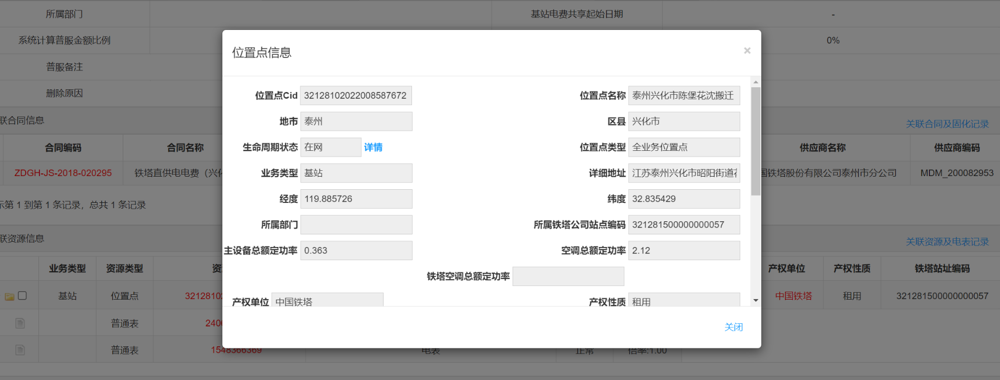 所属部门 基站电费共享起始日期 -
系统计算普服金额比例 0%
普服备注
删除原因
位置点信息 ×
位置点Cid 32128102022008587672 位置点名称 泰州兴化市陈堡花沈搬迁
地市 泰州 区县 兴化市
生命周期状态 在网 详情 位置点类型 全业务位置点
业务类型 基站 详细地址 江苏泰州兴化市昭阳街道
经度 119.885726 纬度 32.835429
所属部门 所属铁塔公司站点编码 321281500000000057
主设备总额定功率 0.363 空调总额定功率 2.12
铁塔空调总额定功率
产权单位 中国铁塔 产权性质 租用
关闭
联合同信息 关联合同及固化记录
合同编码 合同名称 供应商名称 供应商编码
ZDGH-JS-2018-020295 铁塔直供电电费（兴 国铁塔股份有限公司泰州市分公司 MDM_200082953
示第 1 到第 1 条记录，总共 1 条记录
联资源信息 关联资源及电表记录
业务类型 资源类型 资 产权单位 产权性质 铁塔站址编码
基站 位置点 3212810 中国铁塔 租用 321281500000000057
普通表 240
普通表 1548366369 电表 正常 倍率:1.00